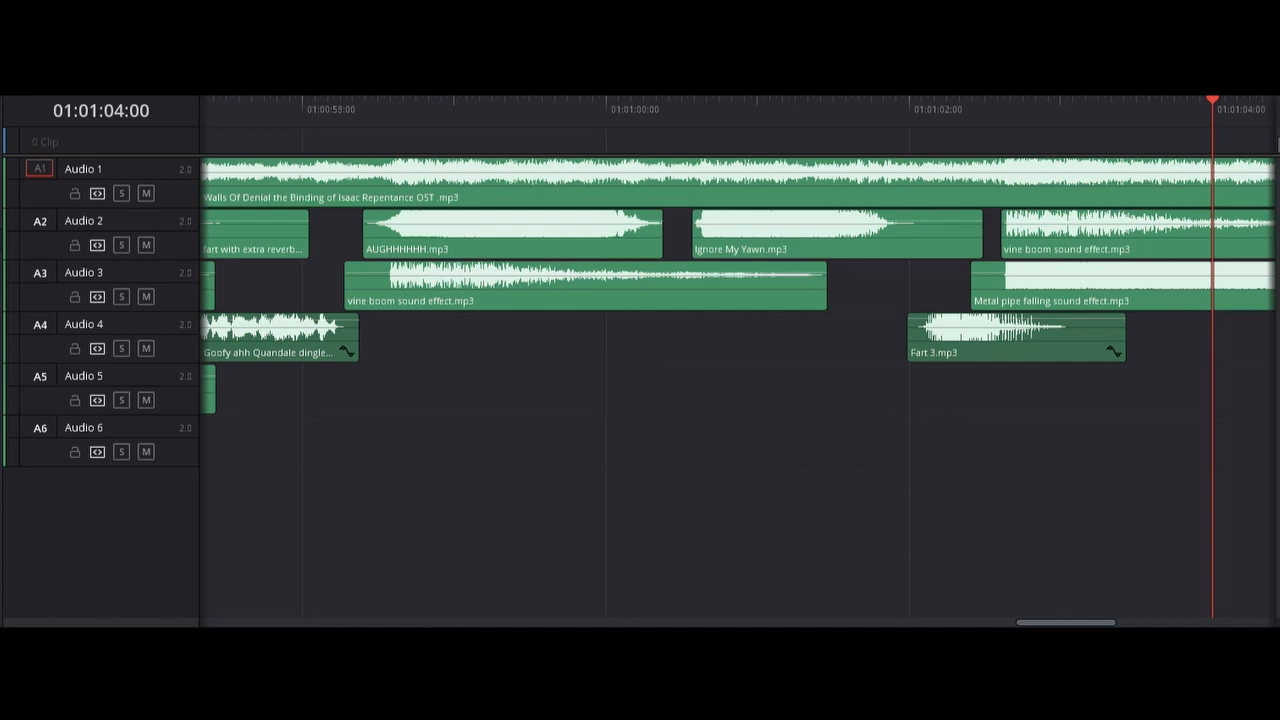 01:01:04:00
01:00:58:00
01:01:00:00
01:01:02:00
01:01:04:00
0 Clip
A1 Audio 1 2.0
S M
Walls Of Denial the Binding of Isaac Repentance OST .mp3
A2 Audio 2 2.0
S M
fart with extra reverb...
AUGHHHHHH.mp3
Ignore My Yawn.mp3
vine boom sound effect.mp3
A3 Audio 3 2.0
S M
vine boom sound effect.mp3
Metal pipe falling sound effect.mp3
A4 Audio 4 2.0
S M
Goofy ahh Quandale dingle...
Fart 3.mp3
A5 Audio 5 2.0
S M
A6 Audio 6 2.0
S M